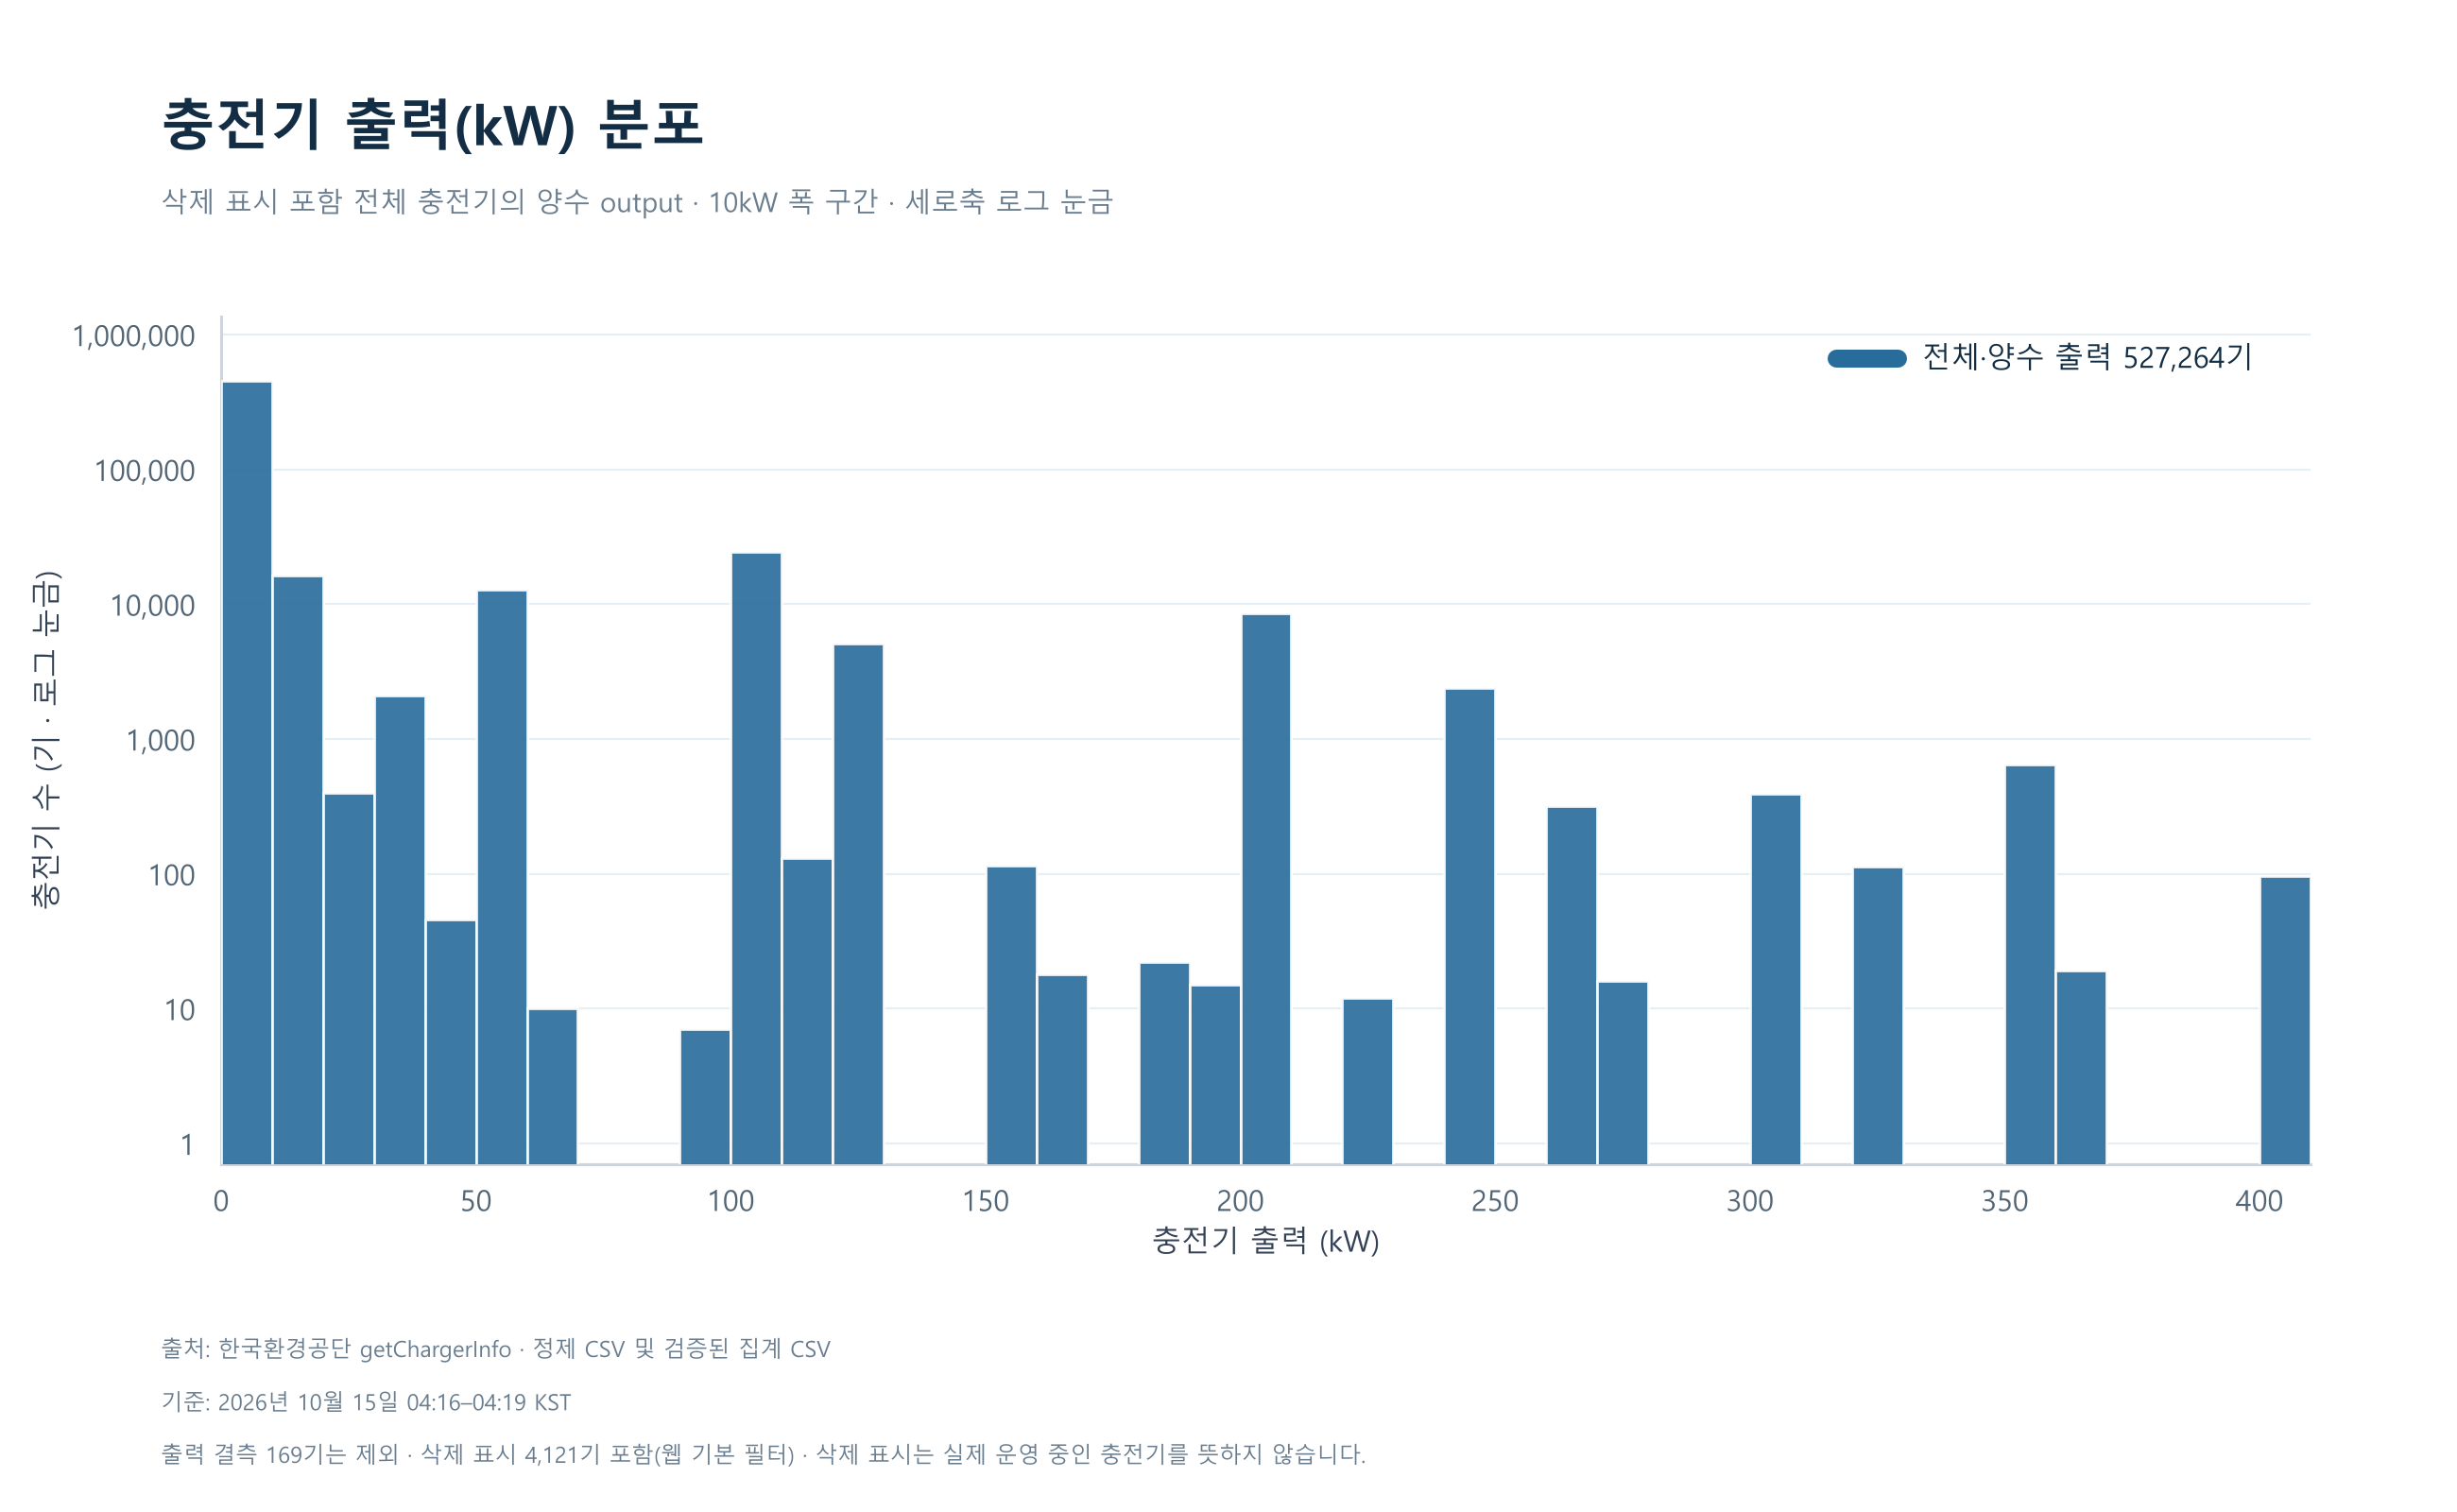 충전기 출력(kW) 분포
삭제 표시 포함 전체 충전기의 양수 output · 10kW 폭 구간 · 세로축 로그 눈금
전체·양수 출력 527,264기
충전기 수 (기 · 로그 눈금)
1,000,000
100,000
10,000
1,000
100
10
1
0 50 100 150 200 250 300 350 400
충전기 출력 (kW)
출처: 한국환경공단 getChargerInfo · 정제 CSV 및 검증된 집계 CSV
기준: 2026년 10월 15일 04:16–04:19 KST
출력 결측 169기는 제외 · 삭제 표시 4,121기 포함(웹 기본 필터) · 삭제 표시는 실제 운영 중인 충전기를 뜻하지 않습니다.